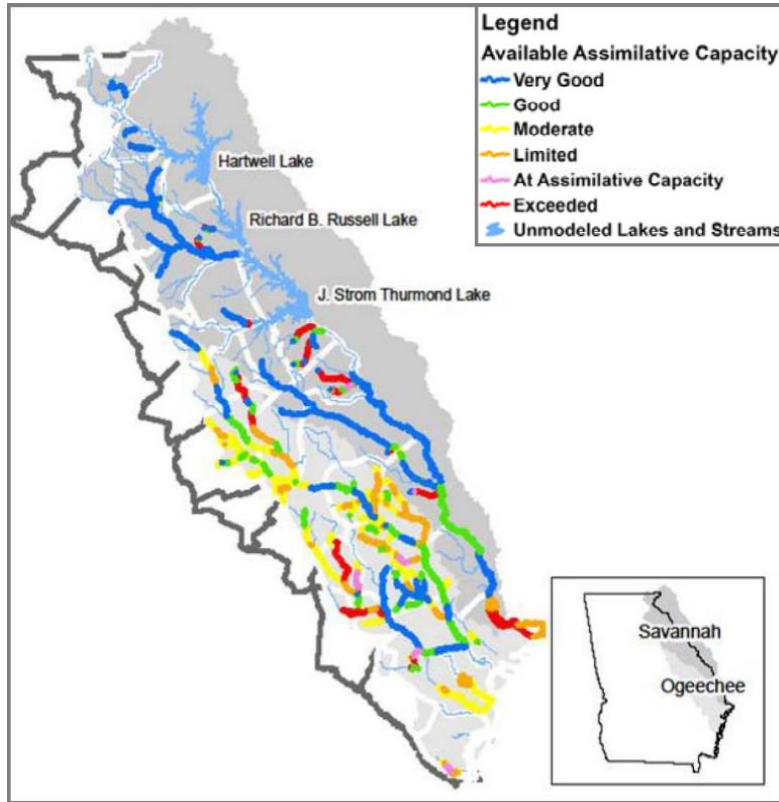 Legend
Available Assimilative Capacity
Very Good
Good
Moderate
Limited
At Assimilative Capacity
Exceeded
Unmodeled Lakes and Streams
Hartwell Lake
Richard B. Russell Lake
J. Strom Thurmond Lake
Savannah
Ogeechee